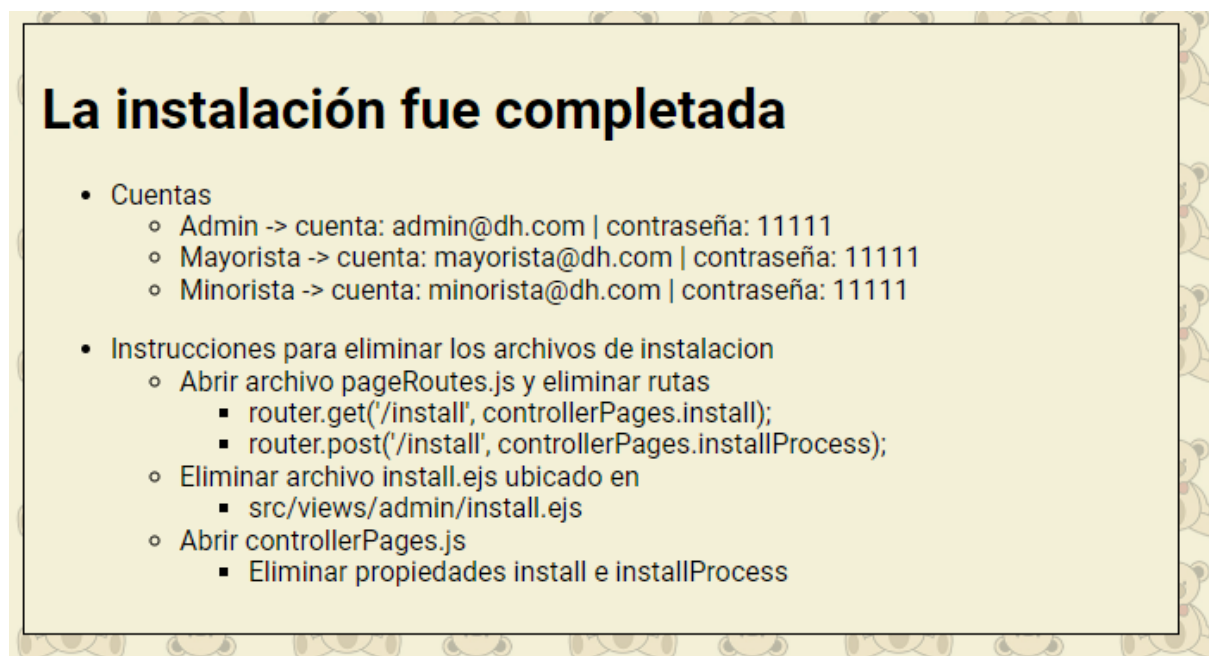 La instalación fue completada
Cuentas
Admin -> cuenta: admin@dh.com | contraseña: 11111
Mayorista -> cuenta: mayorista@dh.com | contraseña: 11111
Minorista -> cuenta: minorista@dh.com | contraseña: 11111
Instrucciones para eliminar los archivos de instalacion
Abrir archivo pageRoutes.js y eliminar rutas
router.get('/install', controllerPages.install);
router.post('/install', controllerPages.installProcess);
Eliminar archivo install.ejs ubicado en
src/views/admin/install.ejs
Abrir controllerPages.js
Eliminar propiedades install e installProcess